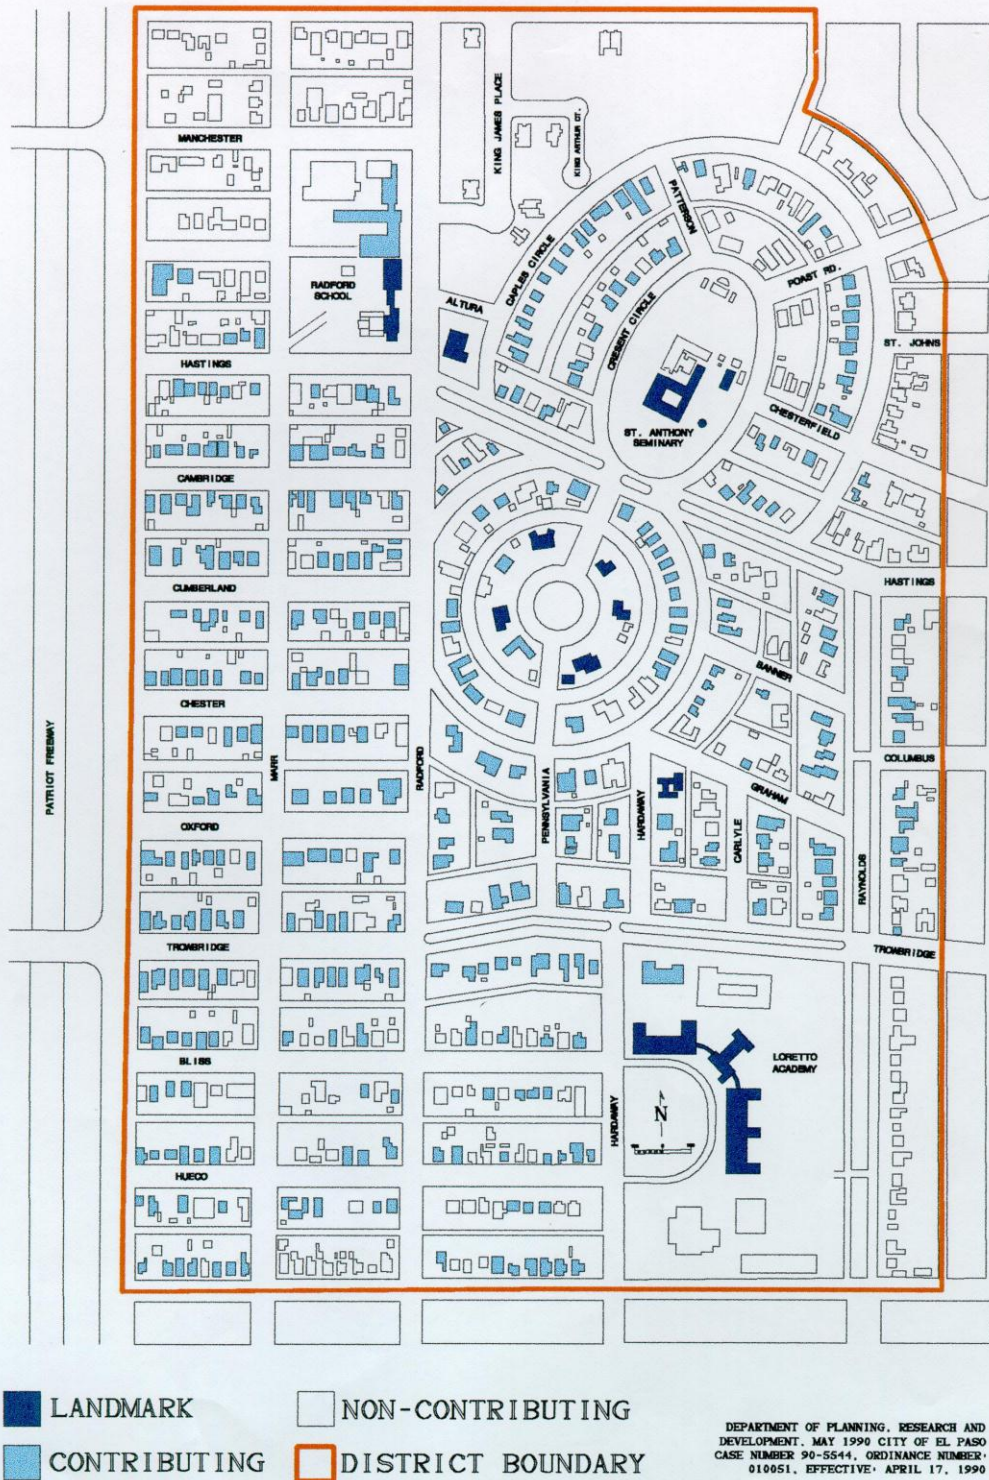 MANCHESTER
KING JAMES PLACE
KING ARTHUR CT.
PATTERSON
CAPLES CIRCLE
RADFORD
SCHOOL
ALTURA
CRESENT CIRCLE
POAST RD.
ST. JOHNS
HASTINGS
CHESTERFIELD
ST. ANTHONY
SEMINARY
CAMBRIDGE
CUMBERLAND
HASTINGS
BANNER
CHESTER
PATRIOT FREEWAY
MARR
RADFORD
COLUMBUS
PENNSYLVANIA
HARDAWAY
GRAHAM
OXFORD
CARLYLE
RAYNOLDS
TROWBRIDGE
TROWBRIDGE
BLISS
LORETTO
ACADEMY
HARDAWAY
N
HUECO
LANDMARK
NON-CONTRIBUTING
CONTRIBUTING
DISTRICT BOUNDARY
DEPARTMENT OF PLANNING, RESEARCH AND
DEVELOPMENT, MAY 1990 CITY OF EL PASO
CASE NUMBER 90-5544, ORDINANCE NUMBER:
010051, EFFECTIVE: APRIL 17, 1990